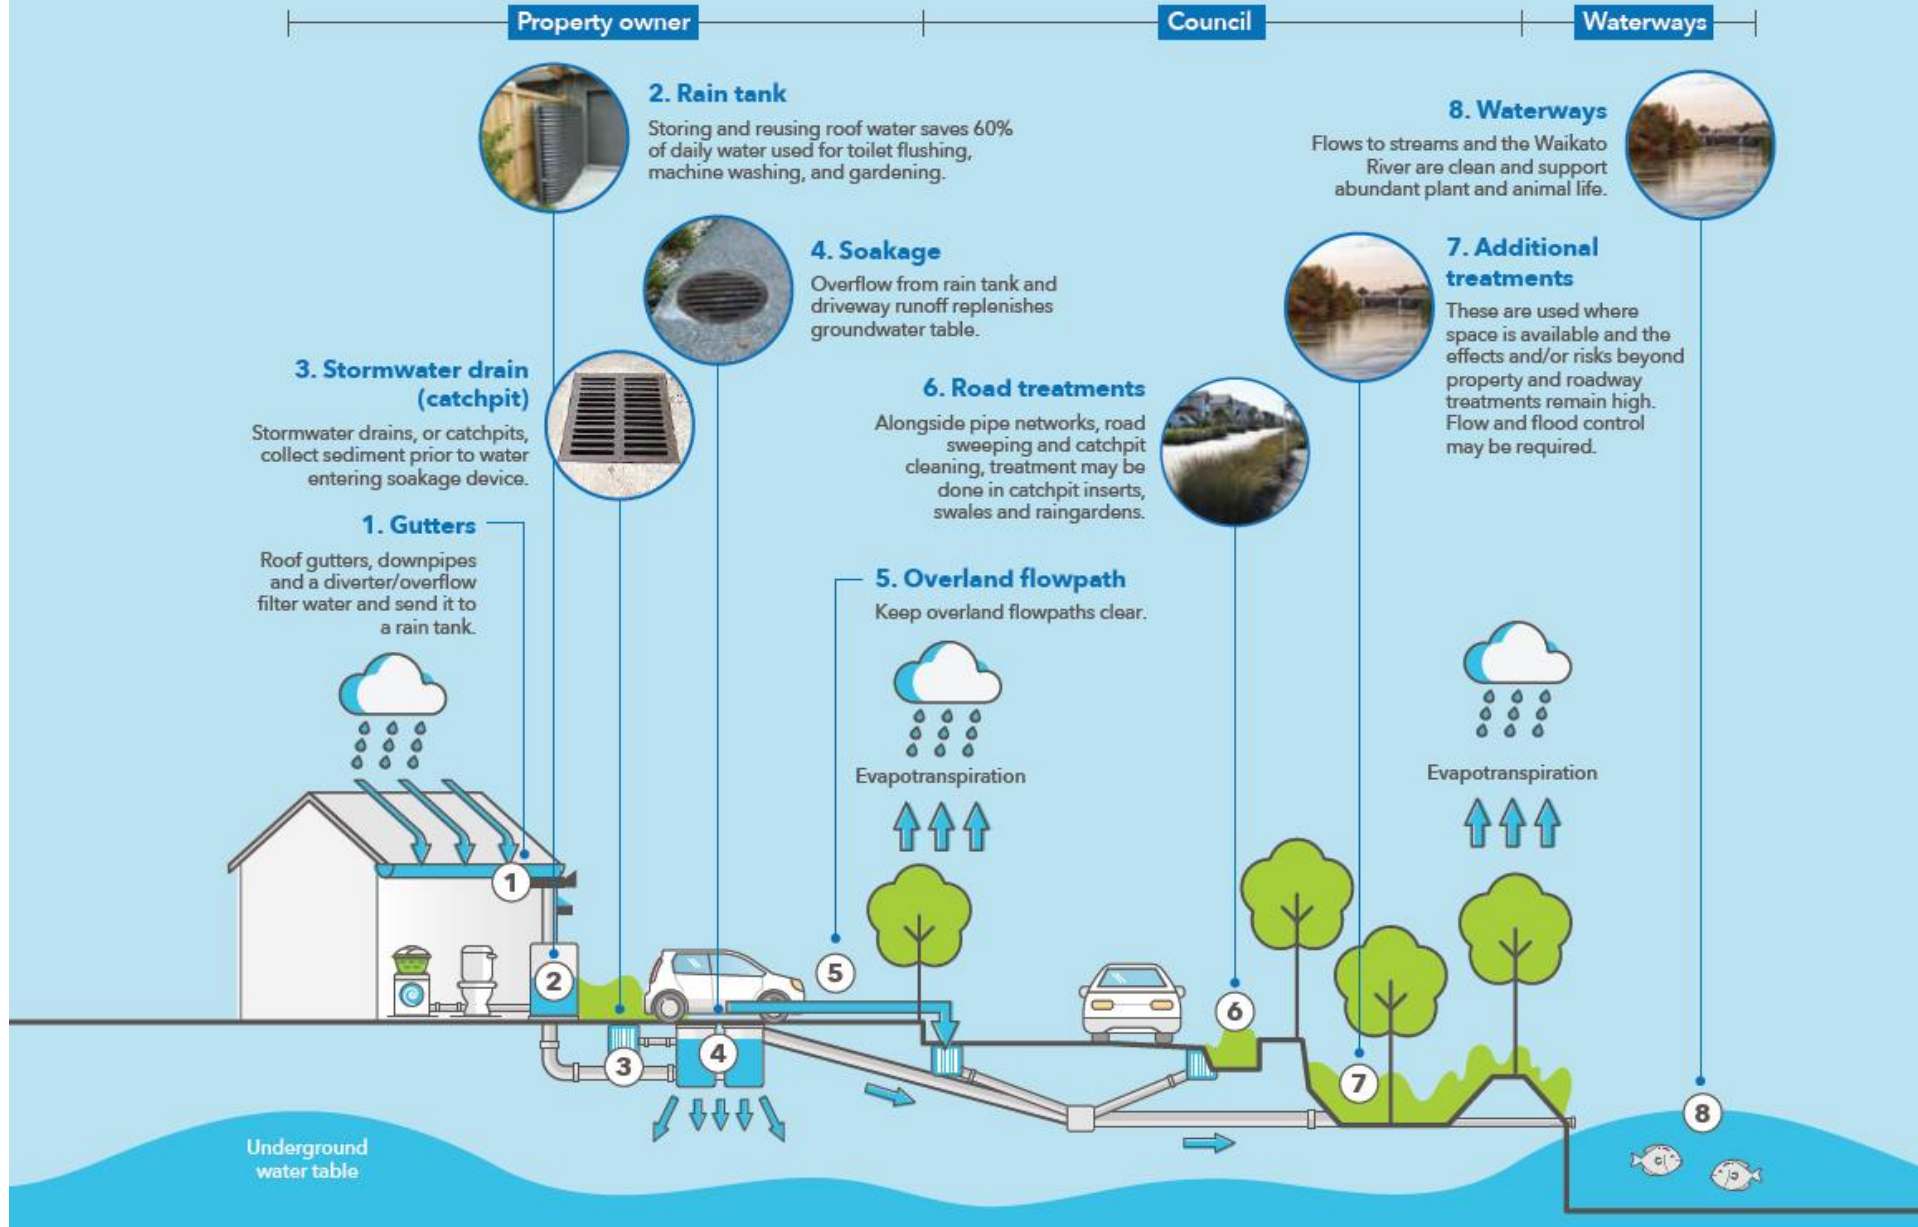 Property owner
Council
Waterways
2. Rain tank
Storing and reusing roof water saves 60%
of daily water used for toilet flushing,
machine washing, and gardening.
8. Waterways
Flows to streams and the Waikato
River are clean and support
abundant plant and animal life.
4. Soakage
Overflow from rain tank and
driveway runoff replenishes
groundwater table.
7. Additional
treatments
These are used where
space is available and the
effects and/or risks beyond
property and roadway
treatments remain high.
Flow and flood control
may be required.
3. Stormwater drain
(catchpit)
Stormwater drains, or catchpits,
collect sediment prior to water
entering soakage device.
6. Road treatments
Alongside pipe networks, road
sweeping and catchpit
cleaning, treatment may be
done in catchpit inserts,
swales and raingardens.
1. Gutters
Roof gutters, downpipes
and a diverter/overflow
filter water and send it to
a rain tank.
5. Overland flowpath
Keep overland flowpaths clear.
Evapotranspiration
Evapotranspiration
1
2
5
6
3
4
7
8
Underground
water table